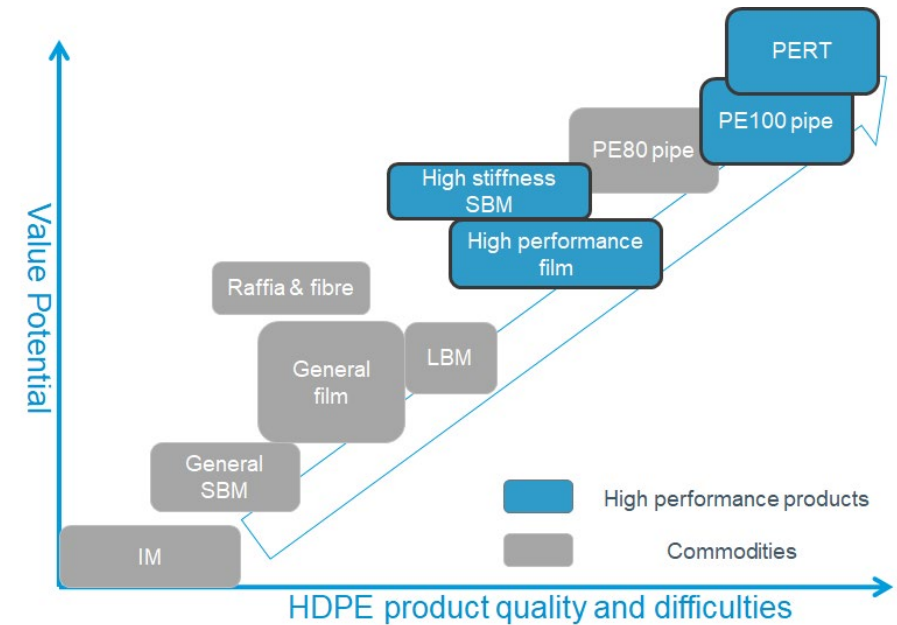 PERT
PE100 pipe
PE80 pipe
High stiffness
SBM
High performance
film
Raffia & fibre
General
film
LBM
General
SBM
IM
High performance products
Commodities
Value Potential
HDPE product quality and difficulties